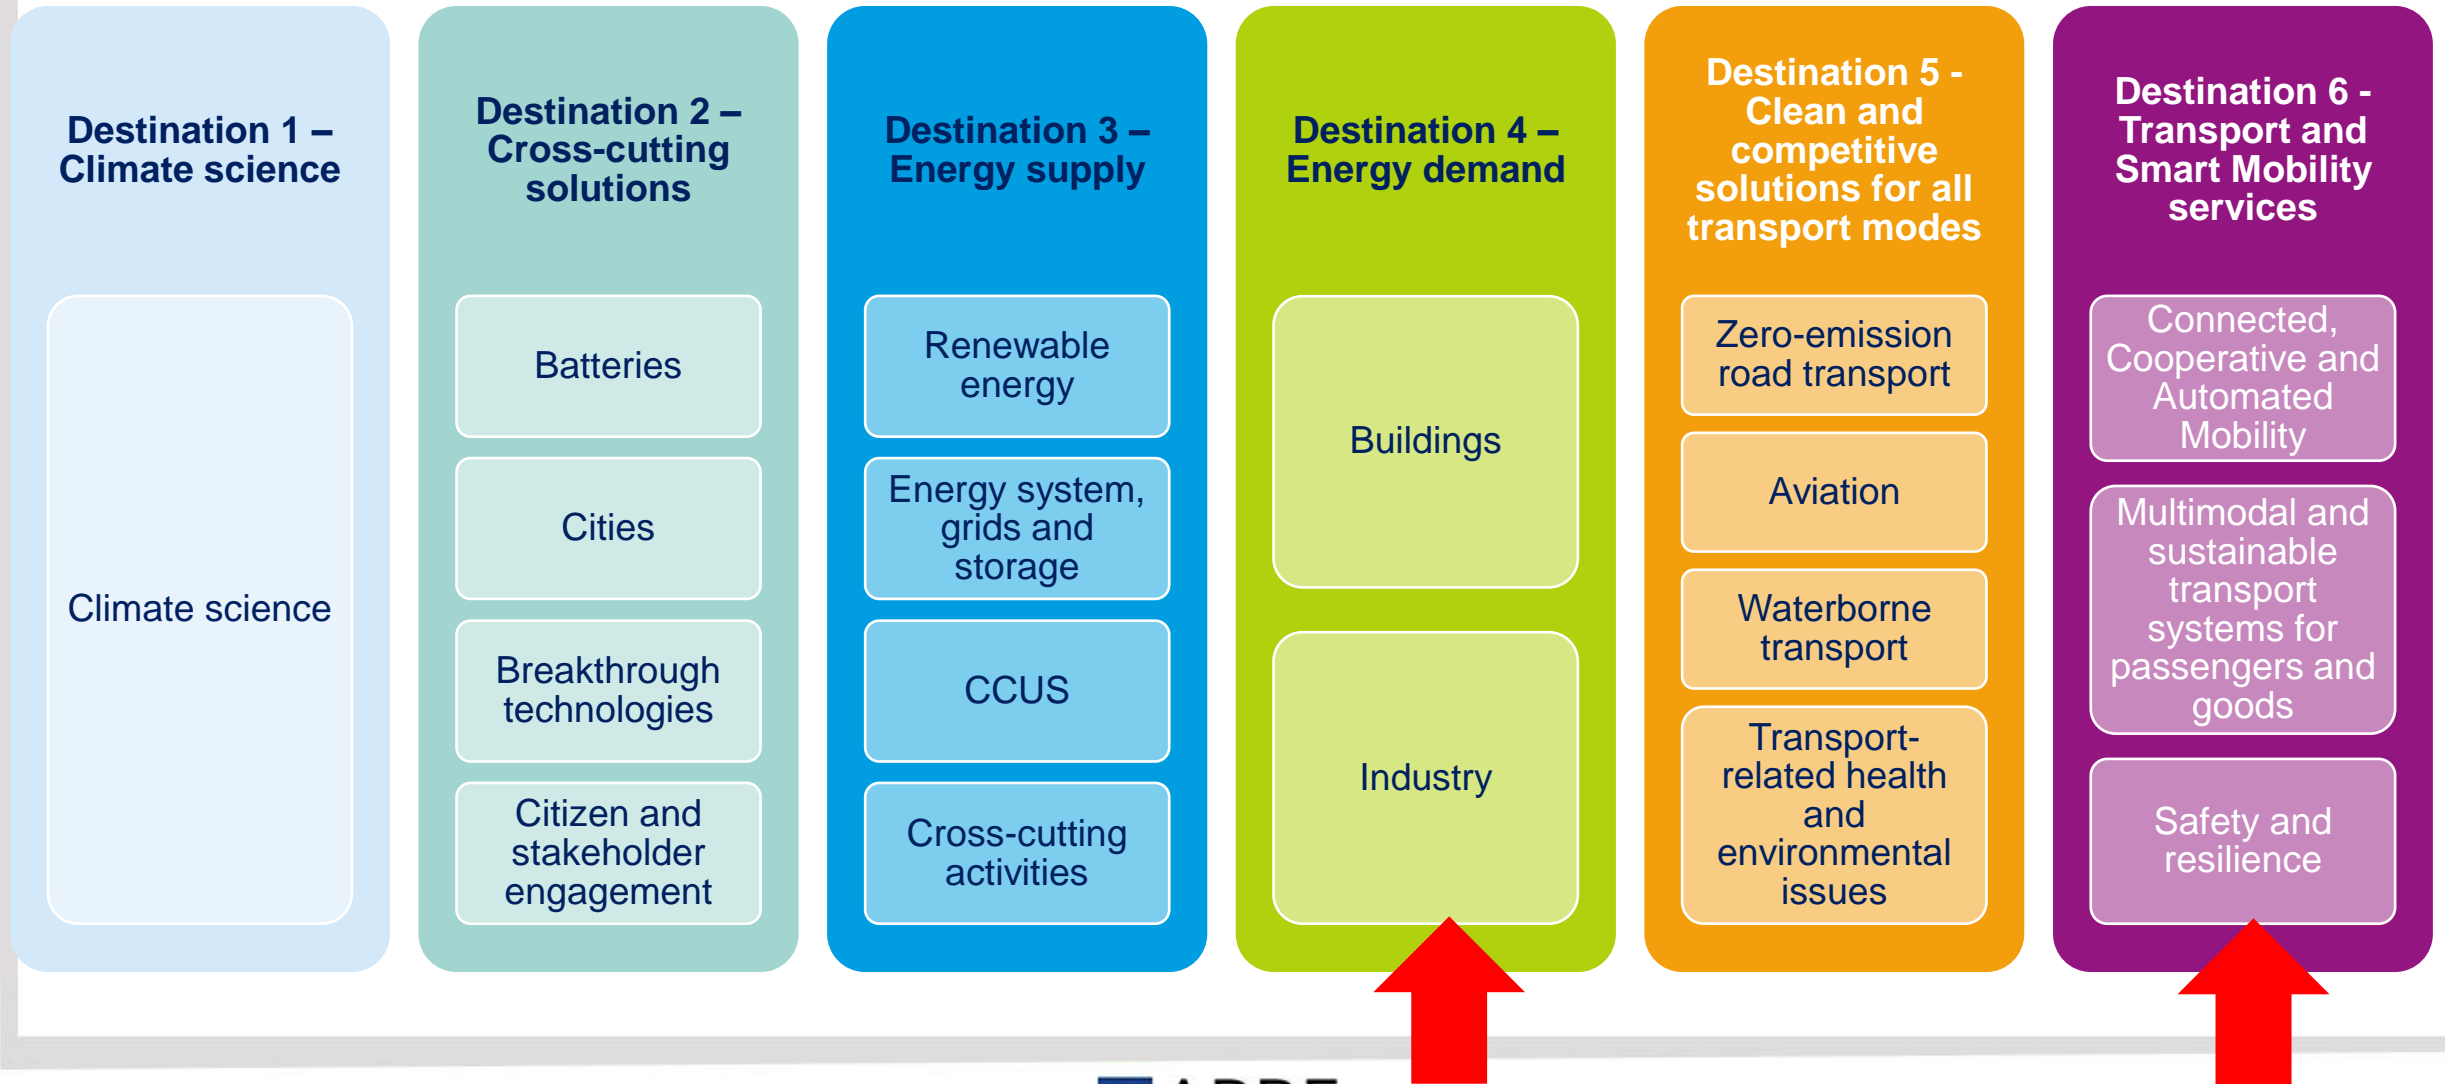 Destination 1 –
Climate science
Climate science
Destination 2 –
Cross-cutting
solutions
Batteries
Cities
Breakthrough
technologies
Citizen and
stakeholder
engagement
Destination 3 –
Energy supply
Renewable
energy
Energy system,
grids and
storage
CCUS
Cross-cutting
activities
Destination 4 –
Energy demand
Buildings
Industry
Destination 5 -
Clean and
competitive
solutions for all
transport modes
Zero-emission
road transport
Aviation
Waterborne
transport
Transport-
related health
and
environmental
issues
Destination 6 -
Transport and
Smart Mobility
services
Connected,
Cooperative and
Automated
Mobility
Multimodal and
sustainable
transport
systems for
passengers and
goods
Safety and
resilience